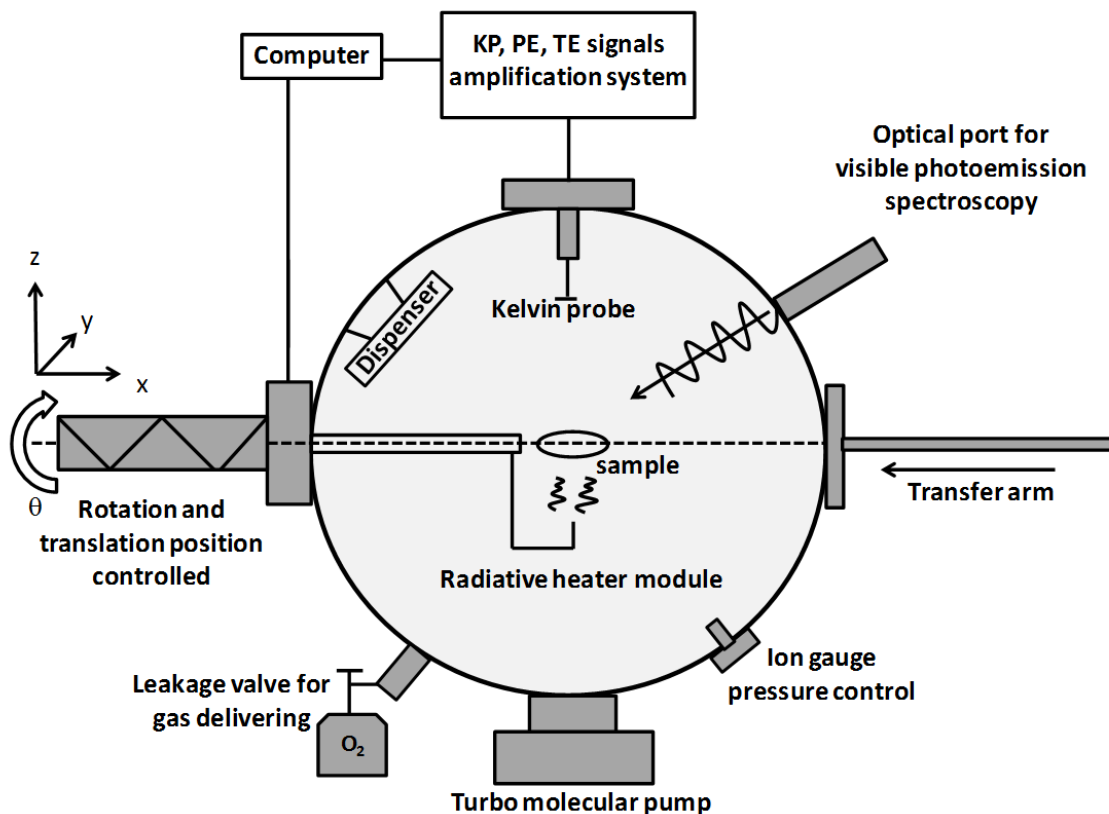 KP, PE, TE signals
amplification system
Computer
Optical port for
visible photoemission
spectroscopy
z
y
x
Kelvin probe
Dispenser
θ
sample
Transfer arm
Rotation and
translation position
controlled
Radiative heater module
Leakage valve for
gas delivering
O₂
Ion gauge
pressure control
Turbo molecular pump